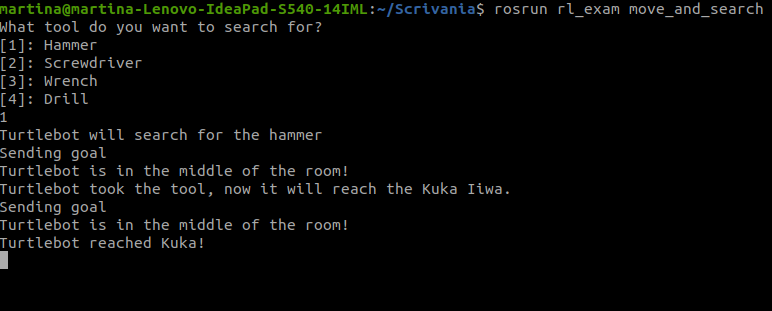 martina@martina-Lenovo-IdeaPad-S540-14IML:~/Scrivania$ rosrun rl_exam move_and_search
What tool do you want to search for?
[1]: Hammer
[2]: Screwdriver
[3]: Wrench
[4]: Drill
1
Turtlebot will search for the hammer
Sending goal
Turtlebot is in the middle of the room!
Turtlebot took the tool, now it will reach the Kuka Iiwa.
Sending goal
Turtlebot is in the middle of the room!
Turtlebot reached Kuka!